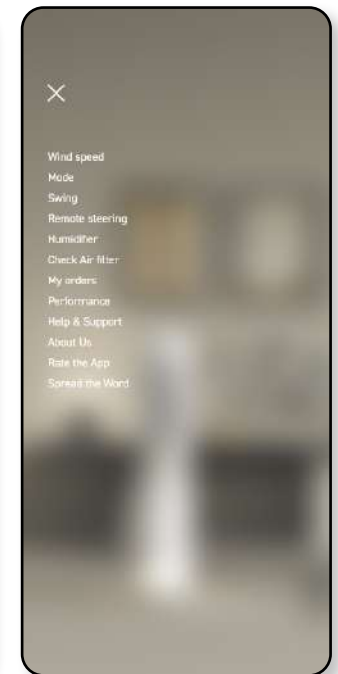 Wind speed
Mode
Swing
Remote steering
Humidifier
Check Air filter
My orders
Performance
Help & Support
About Us
Rate the App
Spread the Word